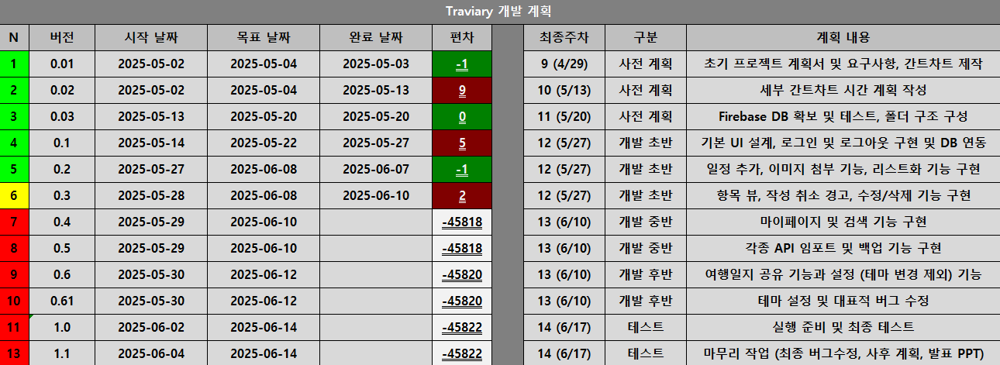 Traviary 개발 계획
N 버전 시작 날짜 목표 날짜 완료 날짜 편차 최종주차 구분 계획 내용
1 0.01 2025-05-02 2025-05-04 2025-05-03 -1 9 (4/29) 사전 계획 초기 프로젝트 계획서 및 요구사항, 간트차트 제작
2 0.02 2025-05-02 2025-05-04 2025-05-13 9 10 (5/13) 사전 계획 세부 간트차트 시간 계획 작성
3 0.03 2025-05-13 2025-05-20 2025-05-20 0 11 (5/20) 사전 계획 Firebase DB 확보 및 테스트, 폴더 구조 구성
4 0.1 2025-05-14 2025-05-22 2025-05-27 5 12 (5/27) 개발 초반 기본 UI 설계, 로그인 및 로그아웃 구현 및 DB 연동
5 0.2 2025-05-27 2025-06-08 2025-06-07 -1 12 (5/27) 개발 초반 일정 추가, 이미지 첨부 기능, 리스트화 기능 구현
6 0.3 2025-05-28 2025-06-08 2025-06-10 2 12 (5/27) 개발 초반 항목 뷰, 작성 취소 경고, 수정/삭제 기능 구현
7 0.4 2025-05-29 2025-06-10 -45818 13 (6/10) 개발 중반 마이페이지 및 검색 기능 구현
8 0.5 2025-05-29 2025-06-10 -45818 13 (6/10) 개발 중반 각종 API 임포트 및 백업 기능 구현
9 0.6 2025-05-30 2025-06-12 -45820 13 (6/10) 개발 후반 여행일지 공유 기능과 설정 (테마 변경 제외) 기능
10 0.61 2025-05-30 2025-06-12 -45820 13 (6/10) 개발 후반 테마 설정 및 대표적 버그 수정
11 1.0 2025-06-02 2025-06-14 -45822 14 (6/17) 테스트 실행 준비 및 최종 테스트
13 1.1 2025-06-04 2025-06-14 -45822 14 (6/17) 테스트 마무리 작업 (최종 버그수정, 사후 계획, 발표 PPT)